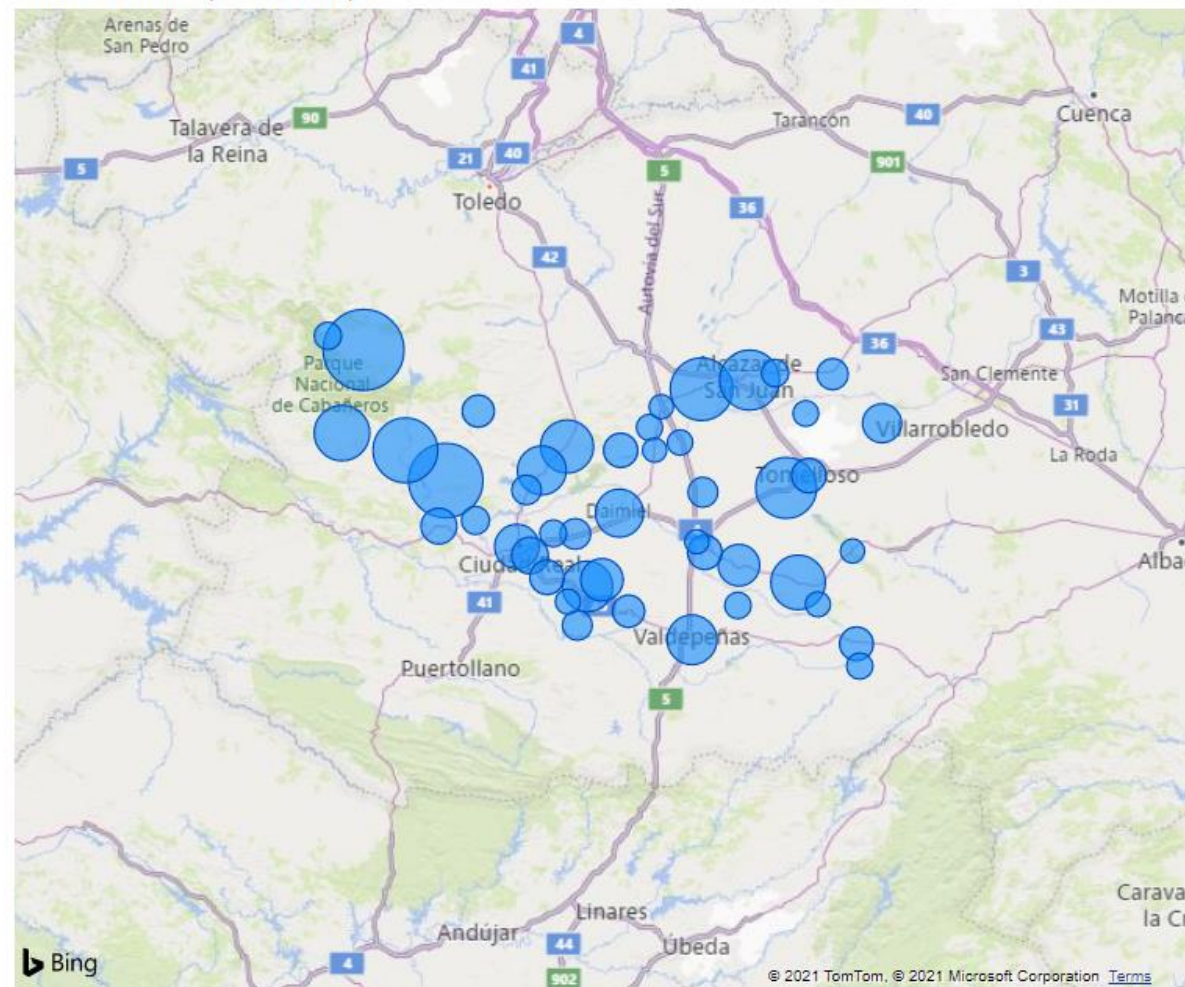 Arenas de
San Pedro
4
41
90
Talavera de
la Reina
Tarancón
40
Cuenca
5
21
40
5
901
Toledo
36
Autovía del Sur
42
3
Motilla
Palanca
43
36
Parque
Nacional
de Cabañeros
Alcázar de
San Juan
San Clemente
31
Villarrobledo
La Roda
Tomelloso
Daimiel
Alba
Ciudad Real
41
Valdepeñas
Puertollano
5
Carava
la C
Linares
Andújar
44
Úbeda
4
902
Bing
© 2021 TomTom, © 2021 Microsoft Corporation Terms